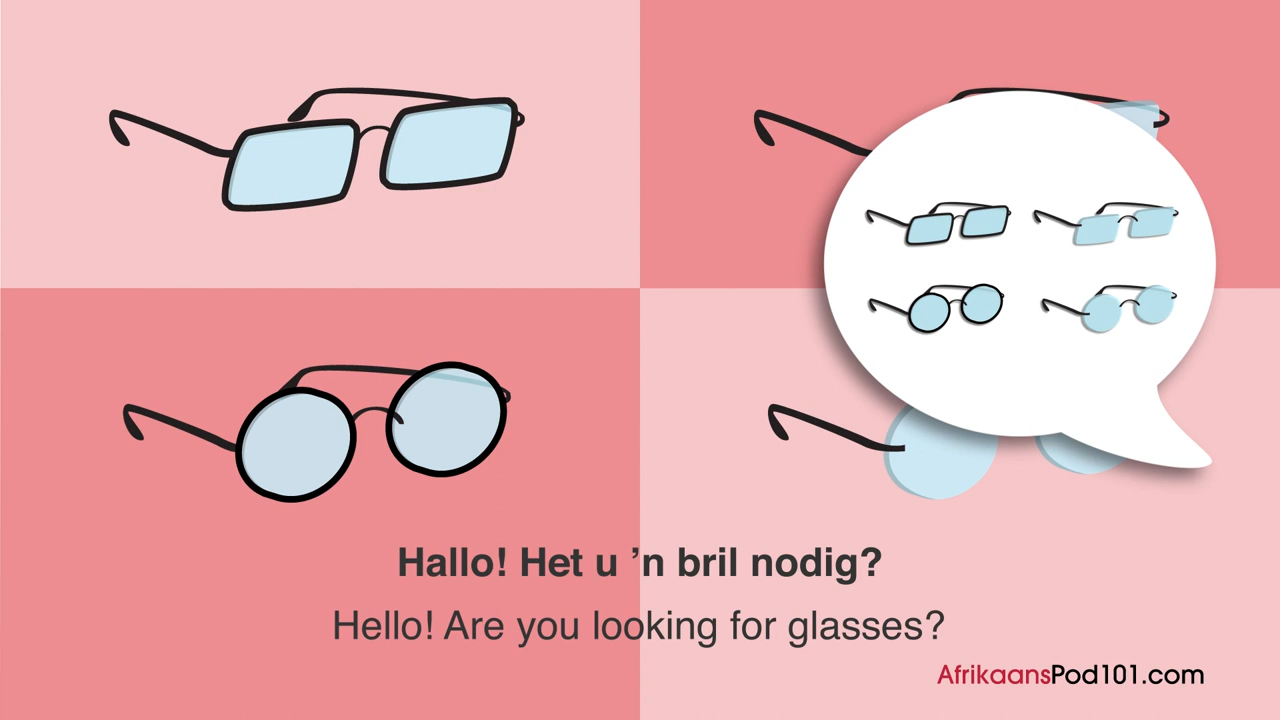 Hallo! Het u ’n bril nodig?
Hello! Are you looking for glasses?
AfrikaansPod101.com